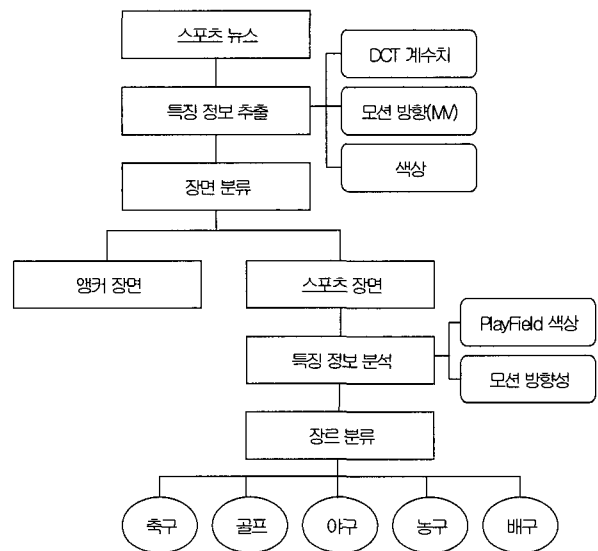 스포츠 뉴스
DCT 계수치
특징 정보 추출
모션 방향(MV)
색상
장면 분류
앵커 장면
스포츠 장면
PlayField 색상
특징 정보 분석
모션 방향성
장르 분류
축구
골프
야구
농구
배구